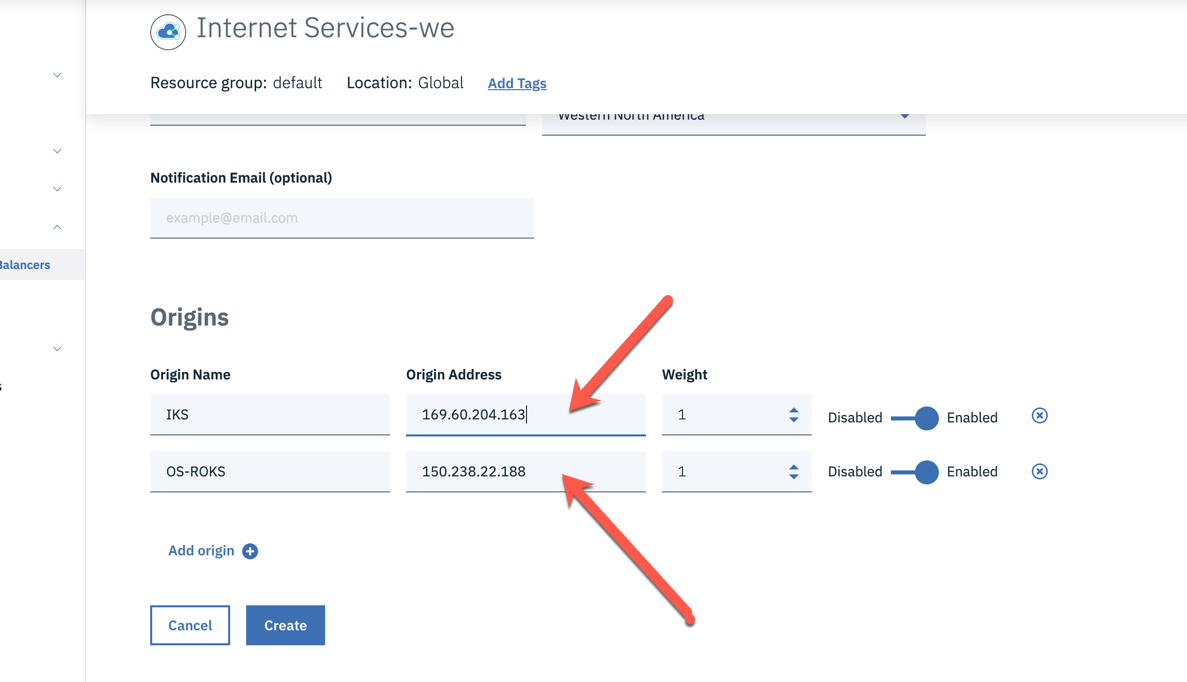 Internet Services-we
Resource group: default Location: Global Add Tags
Western North America
Notification Email (optional)
example@email.com
Balancers
Origins
Origin Name Origin Address Weight
IKS 169.60.204.163 1 Disabled Enabled
s
OS-ROKS 150.238.22.188 1 Disabled Enabled
Add origin
Cancel Create